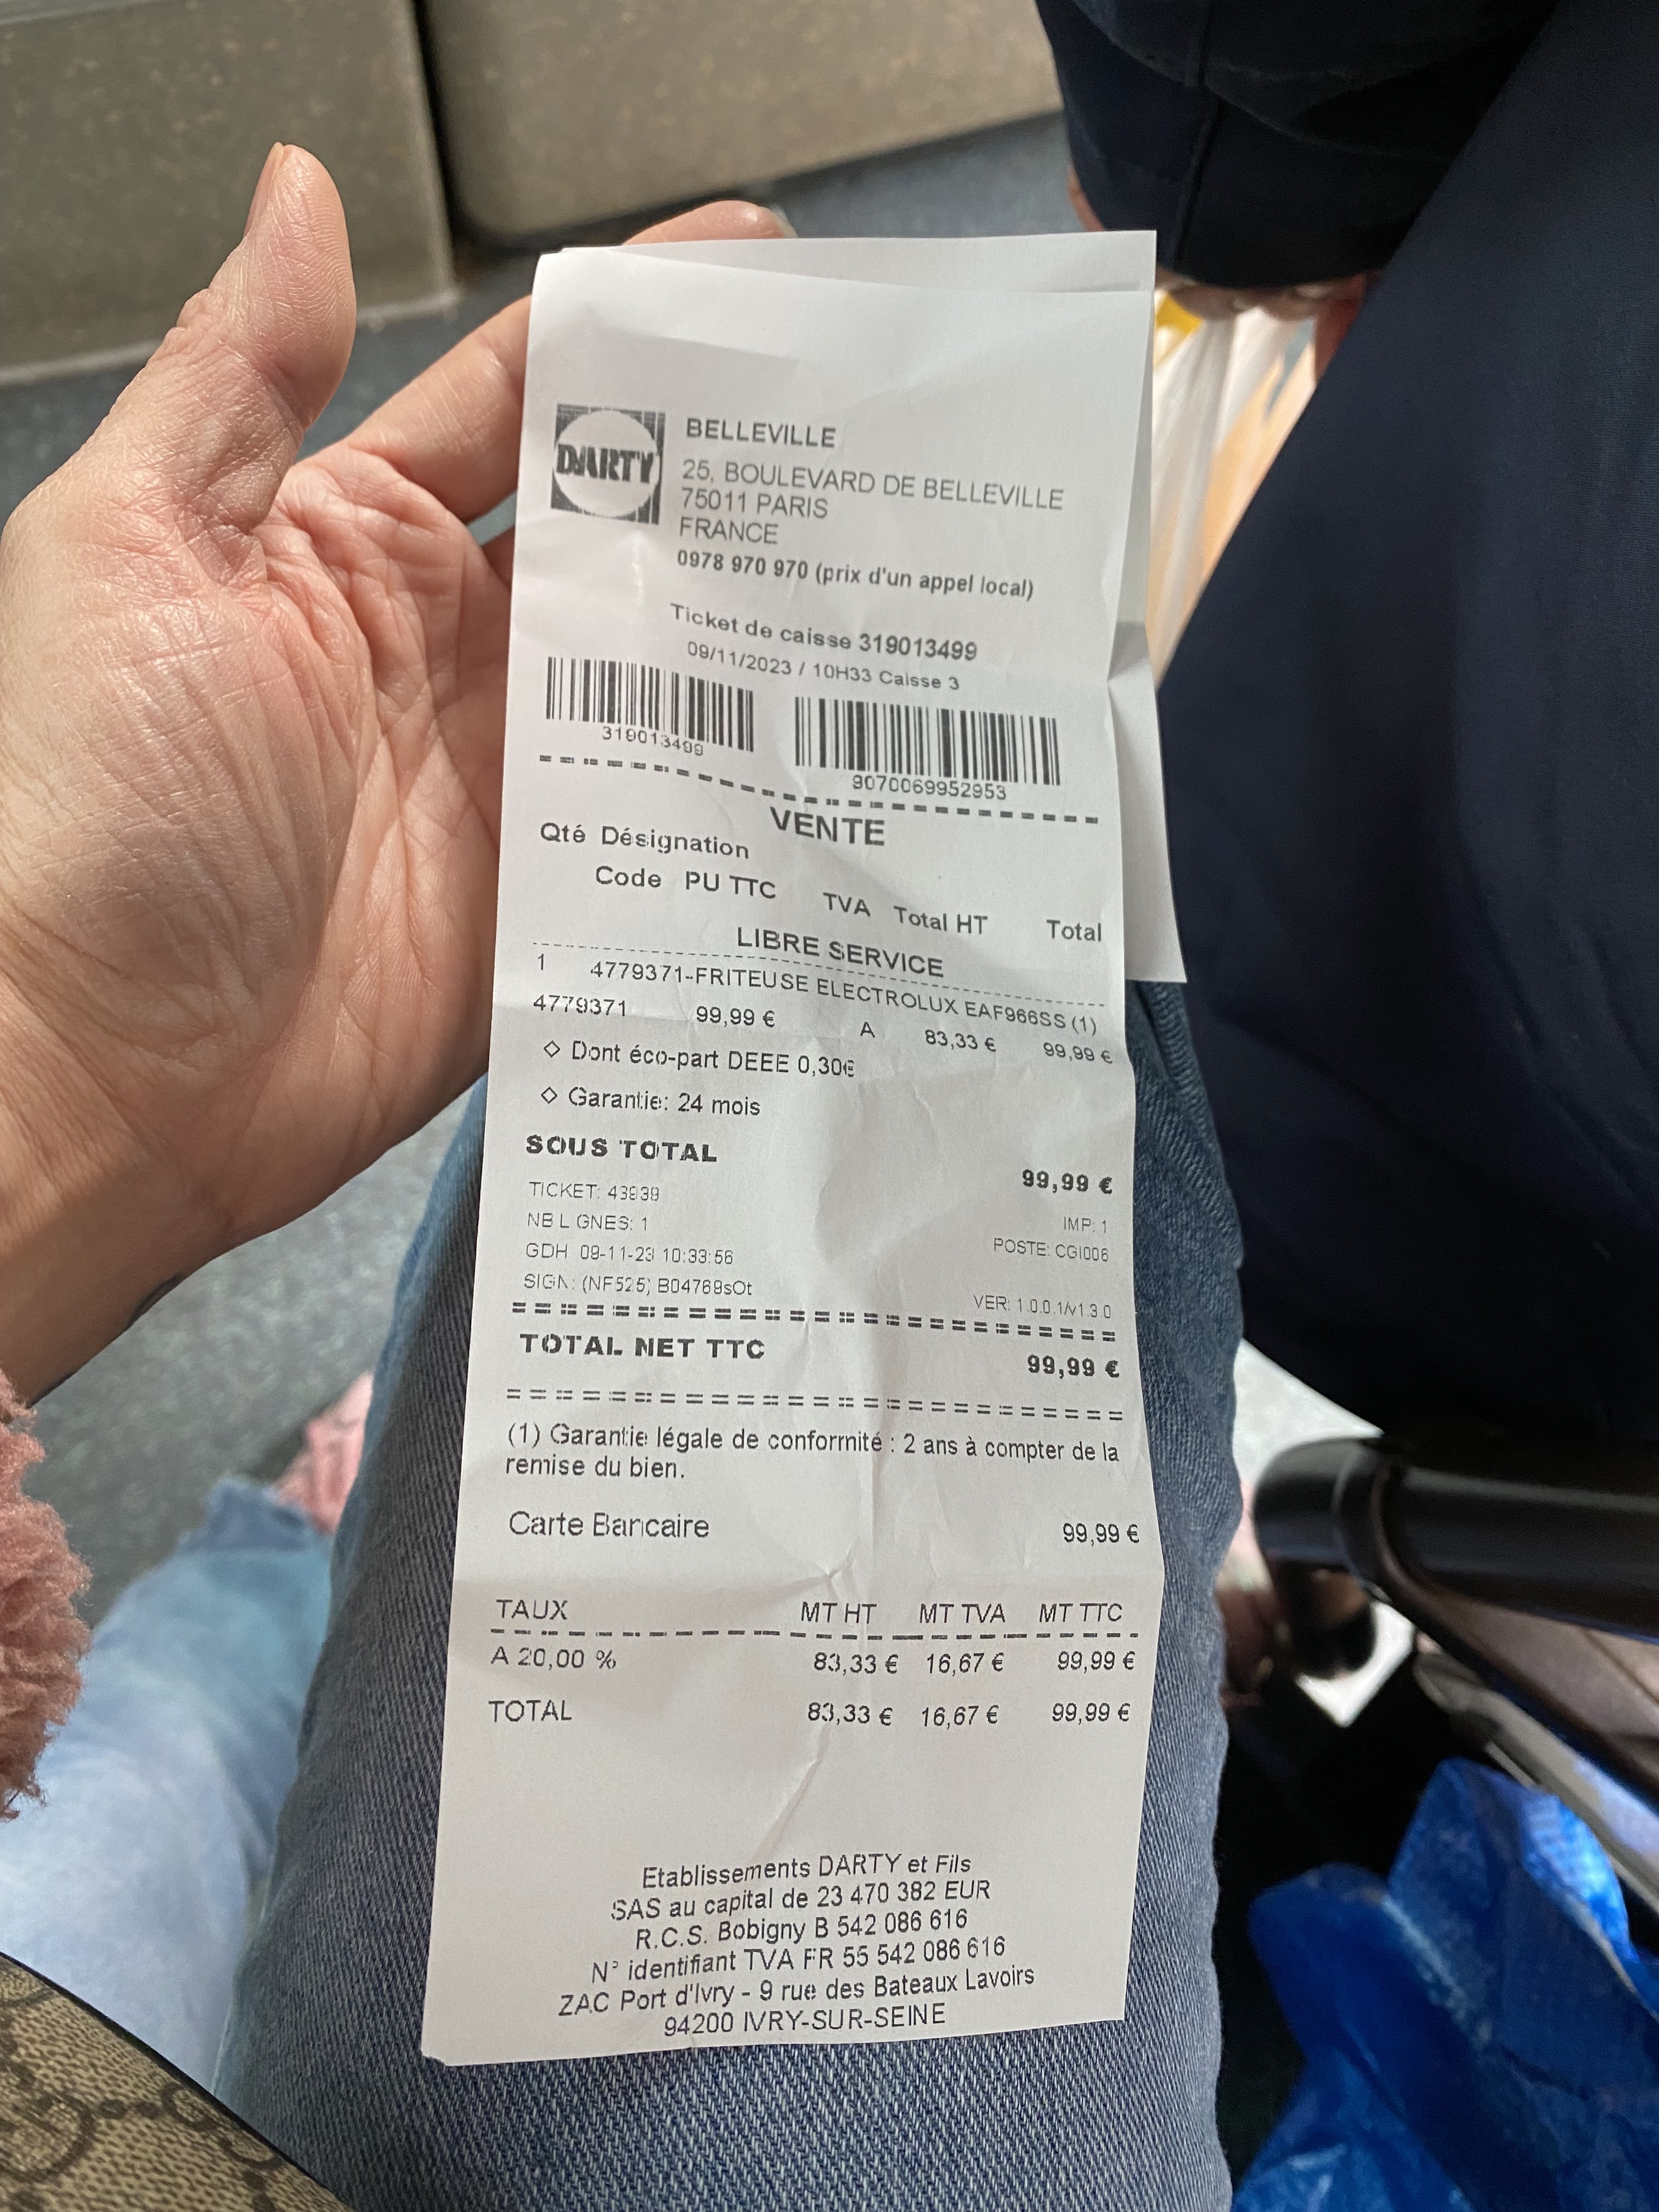 DARTY
BELLEVILLE
25, BOULEVARD DE BELLEVILLE
75011 PARIS
FRANCE
0978 970 970 (prix d'un appel local)
Ticket de caisse 319013499
09/11/2023 / 10H33 Caisse 3
319013499
9070069952953
VENTE
Qté Désignation
Code PU TTC TVA Total HT Total
LIBRE SERVICE
1 4779371-FRITEUSE ELECTROLUX EAF966SS (1)
4779371 99,99 € A 83,33 € 99,99 €
◇ Dont éco-part DEEE 0,30€
◇ Garantie: 24 mois
SOUS TOTAL 99,99 €
TICKET: 43939 IMP: 1
NB L GNES: 1 POSTE: CGI006
GDH 09-11-23 10:33:56
SIGN: (NF525) B04769sOt VER: 1.0.0.1/v1.3.0
TOTAL NET TTC 99,99 €
(1) Garantie légale de conformité : 2 ans à compter de la
remise du bien.
Carte Bancaire 99,99 €
TAUX MT HT MT TVA MT TTC
A 20,00 % 83,33 € 16,67 € 99,99 €
TOTAL 83,33 € 16,67 € 99,99 €
Etablissements DARTY et Fils
SAS au capital de 23 470 382 EUR
R.C.S. Bobigny B 542 086 616
N° identifiant TVA FR 55 542 086 616
ZAC Port d'Ivry - 9 rue des Bateaux Lavoirs
94200 IVRY-SUR-SEINE